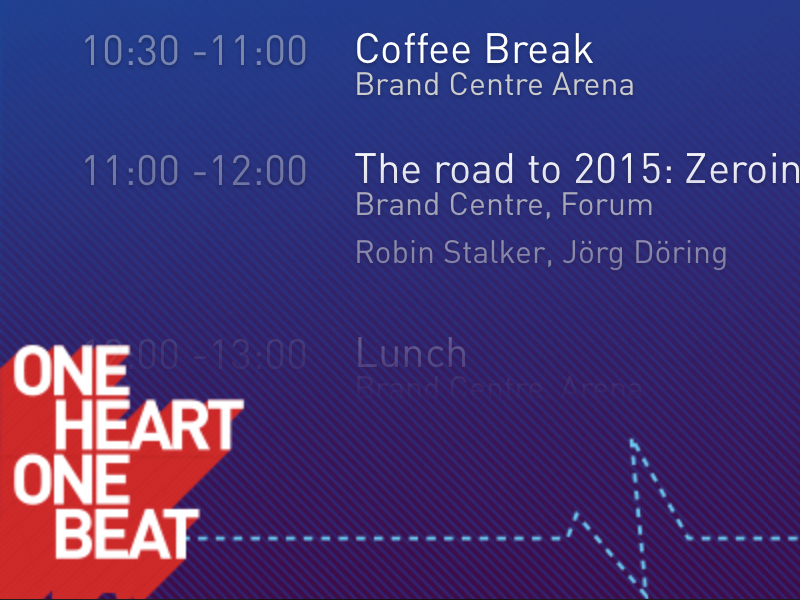 10:30 -11:00 Coffee Break
Brand Centre Arena
11:00 -12:00 The road to 2015: Zeroin
Brand Centre, Forum
Robin Stalker, Jörg Döring
12:00 -13:00 Lunch
Brand Centre, Arena
ONE
HEART
ONE
BEAT